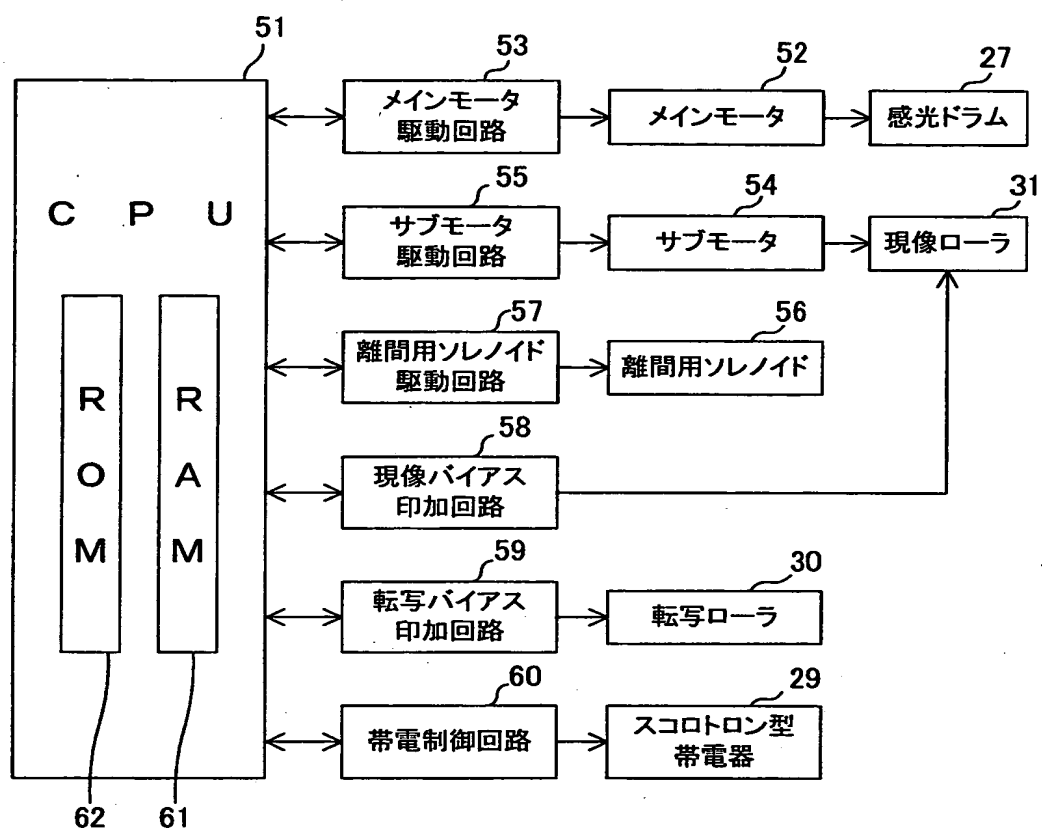 51
53
52
27
メインモータ
駆動回路
メインモータ
感光ドラム
55
54
31
CPU
サブモータ
駆動回路
サブモータ
現像ローラ
57
56
離間用ソレノイド
駆動回路
離間用ソレノイド
ROM
RAM
58
現像バイアス
印加回路
59
30
転写バイアス
印加回路
転写ローラ
60
29
帯電制御回路
スコロトロン型
帯電器
62
61